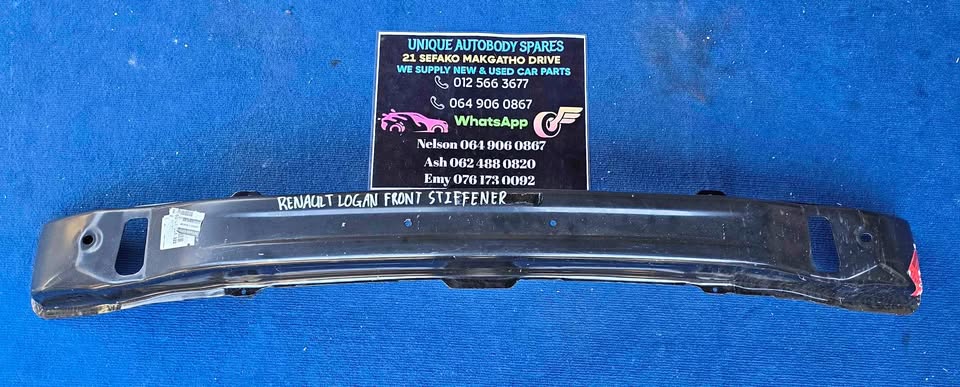 UNIQUE AUTOBODY SPARES
21 SEFAKO MAKGATHO DRIVE
WE SUPPLY NEW & USED CAR PARTS
012 566 3677
064 906 0867
WhatsApp
Nelson 064 906 0867
Ash 062 488 0820
Emy 076 173 0092
RENAULT LOGAN FRONT STIEFENER